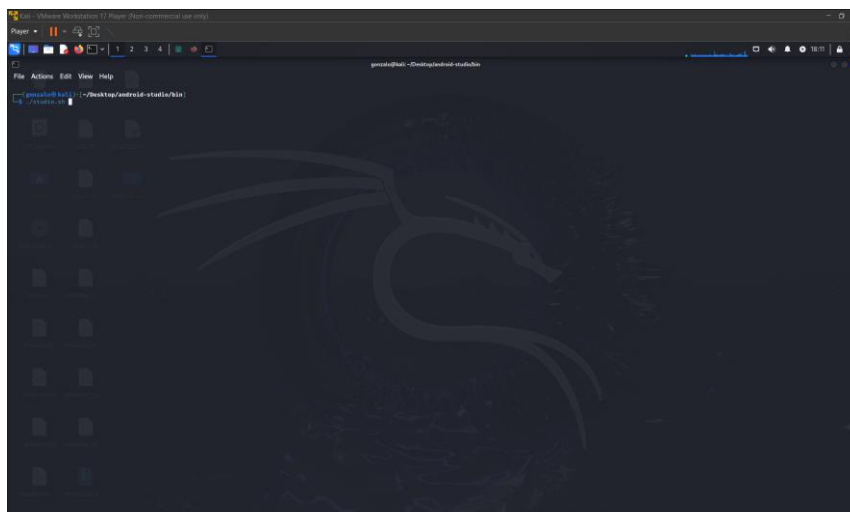 Kali - VMware Workstation 17 Player (Non-commercial use only)
Player
1 2 3 4
18:11
gonzalo@kali: ~/Desktop/android-studio/bin
File Actions Edit View Help
(gonzalo㉿kali)-[~/Desktop/android-studio/bin]
$ ./studio.sh